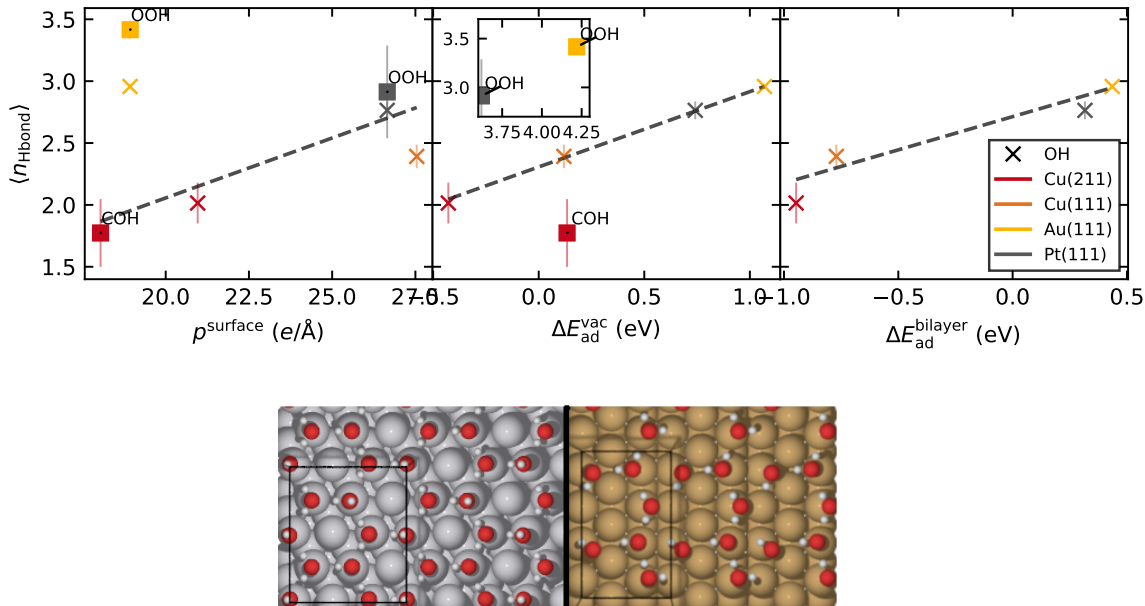 3.5
3.0
2.5
2.0
1.5
⟨nHbond⟩
OOH
OOH
COH
20.0 22.5 25.0 27.5
p^surface (e/Å)
3.5
3.0
OOH
OOH
3.75 4.00 4.25
COH
−0.5 0.0 0.5 1.0
ΔE_ad^vac (eV)
OH
Cu(211)
Cu(111)
Au(111)
Pt(111)
−1.0 −0.5 0.0 0.5
ΔE_ad^bilayer (eV)